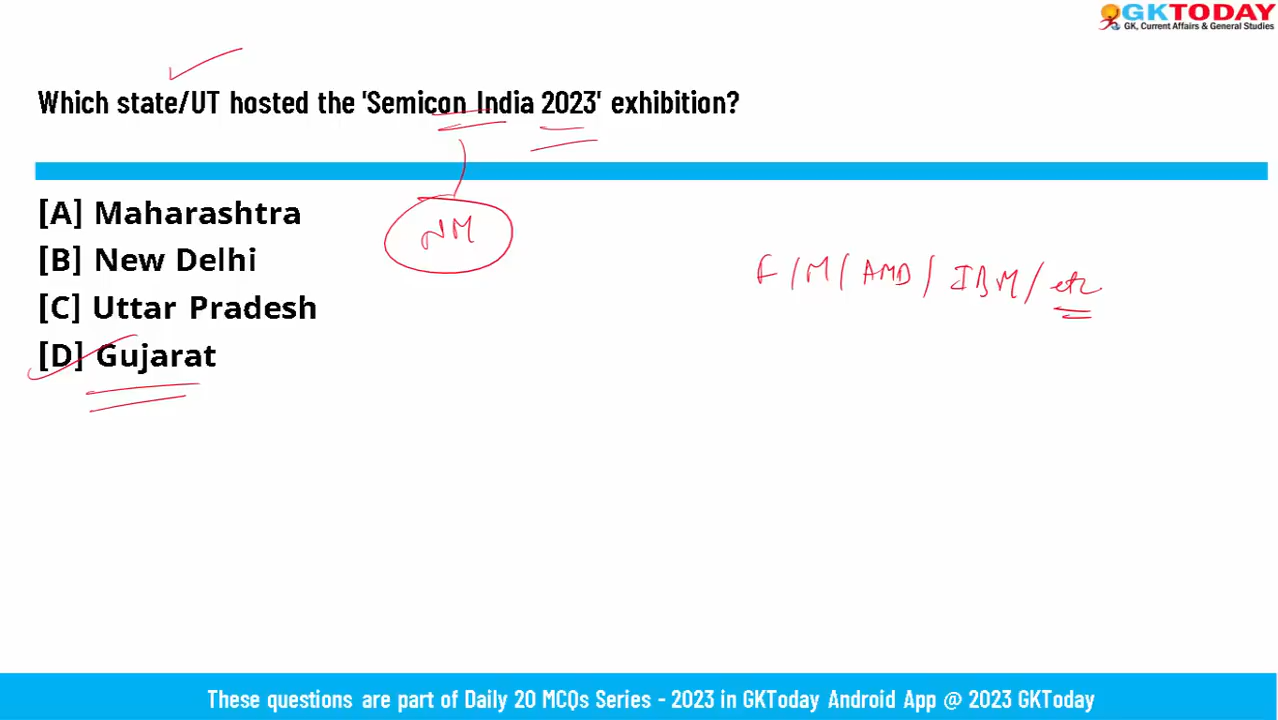 GKTODAY
GK, Current Affairs & General Studies
Which state/UT hosted the 'Semicon India 2023' exhibition?
[A] Maharashtra
[B] New Delhi
[C] Uttar Pradesh
[D] Gujarat
NM
F/M/AMD/IBM/etc
These questions are part of Daily 20 MCQs Series - 2023 in GKToday Android App @ 2023 GKToday